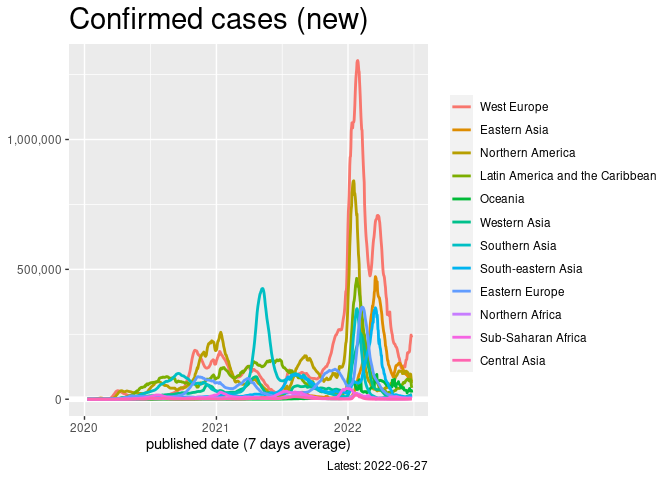 Confirmed cases (new)
1,000,000
500,000
0
2020
2021
2022
published date (7 days average)
Latest: 2022-06-27
West Europe
Eastern Asia
Northern America
Latin America and the Caribbean
Oceania
Western Asia
Southern Asia
South-eastern Asia
Eastern Europe
Northern Africa
Sub-Saharan Africa
Central Asia